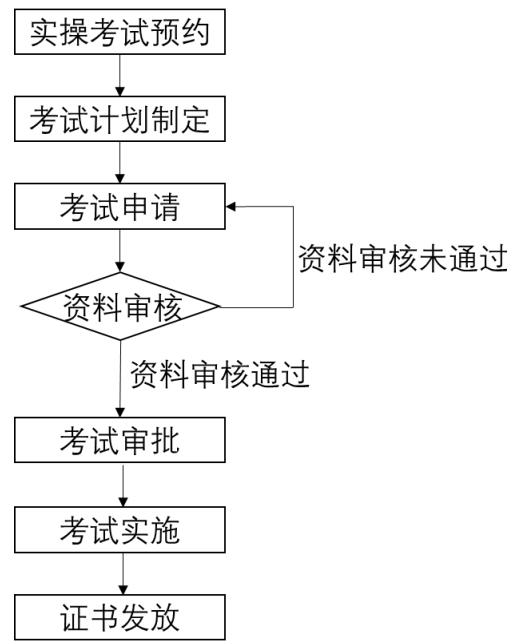 实操考试预约
考试计划制定
考试申请
资料审核未通过
资料审核
资料审核通过
考试审批
考试实施
证书发放